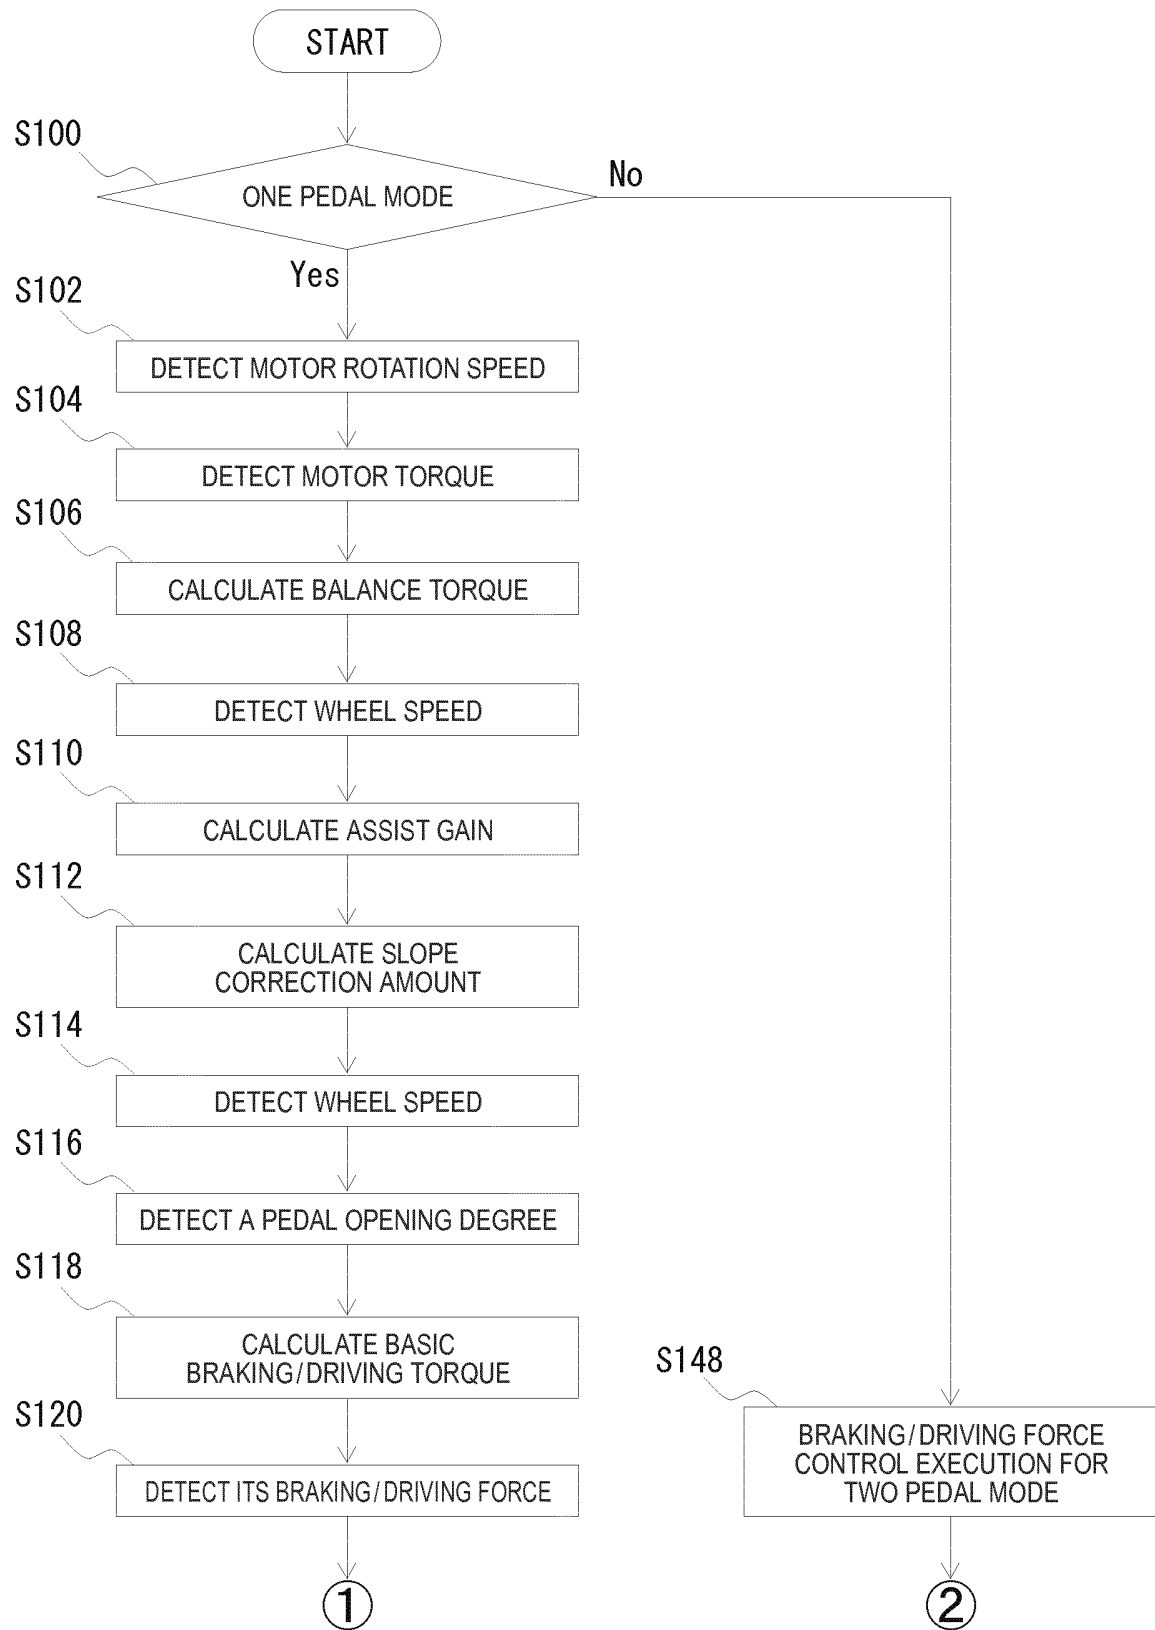 START
S100
ONE PEDAL MODE
No
Yes
S102
DETECT MOTOR ROTATION SPEED
S104
DETECT MOTOR TORQUE
S106
CALCULATE BALANCE TORQUE
S108
DETECT WHEEL SPEED
S110
CALCULATE ASSIST GAIN
S112
CALCULATE SLOPE
CORRECTION AMOUNT
S114
DETECT WHEEL SPEED
S116
DETECT A PEDAL OPENING DEGREE
S118
CALCULATE BASIC
BRAKING/DRIVING TORQUE
S120
DETECT ITS BRAKING/DRIVING FORCE
①
S148
BRAKING/DRIVING FORCE
CONTROL EXECUTION FOR
TWO PEDAL MODE
②